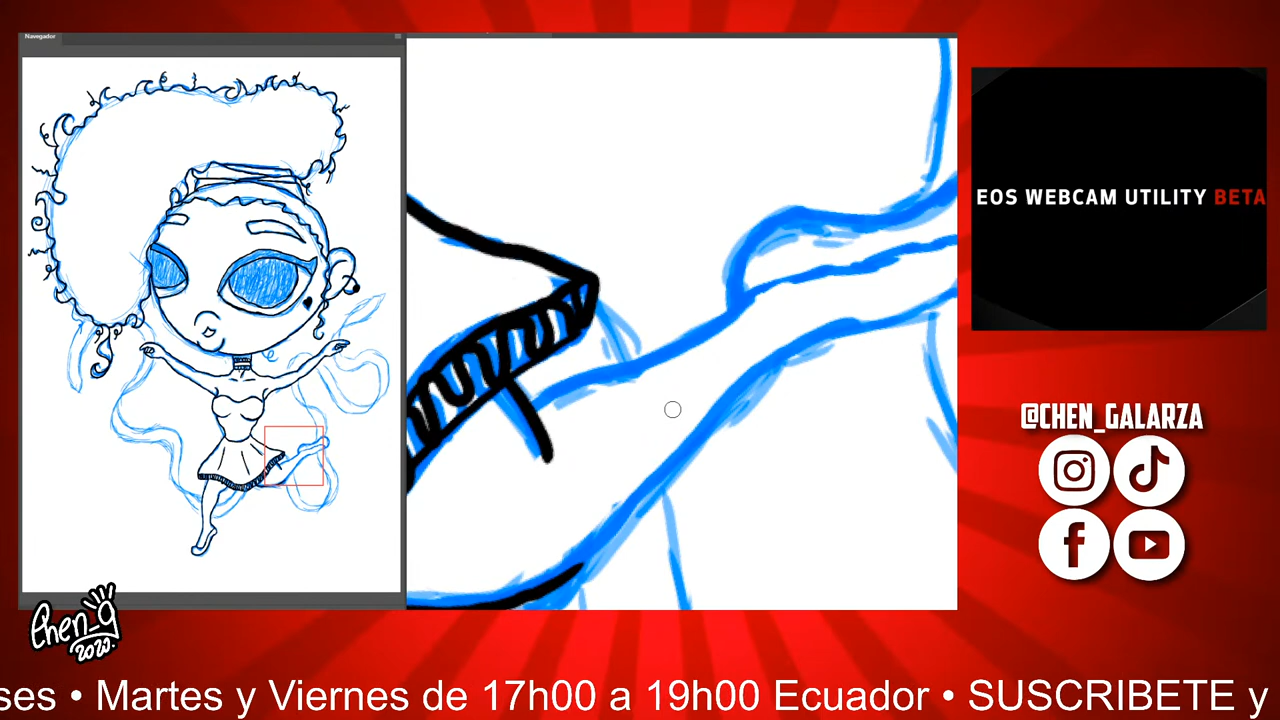 Navegador
EOS WEBCAM UTILITY BETA
@CHEN_GALARZA
Chen_g
2020.
ses • Martes y Viernes de 17h00 a 19h00 Ecuador • SUSCRIBETE y